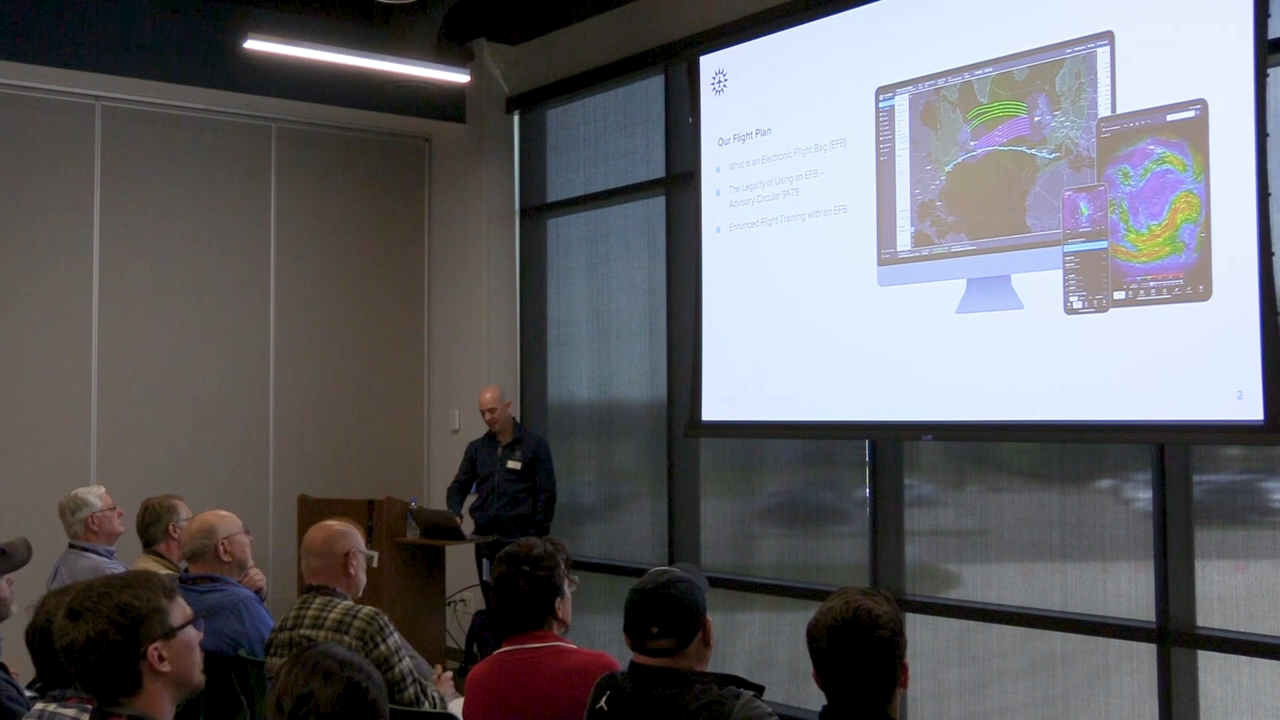 Our Flight Plan
What is an Electronic Flight Bag (EFB)
The Legality of Using an EFB –
Advisory Circular 91-78
Enhanced Flight Training with an EFB
2